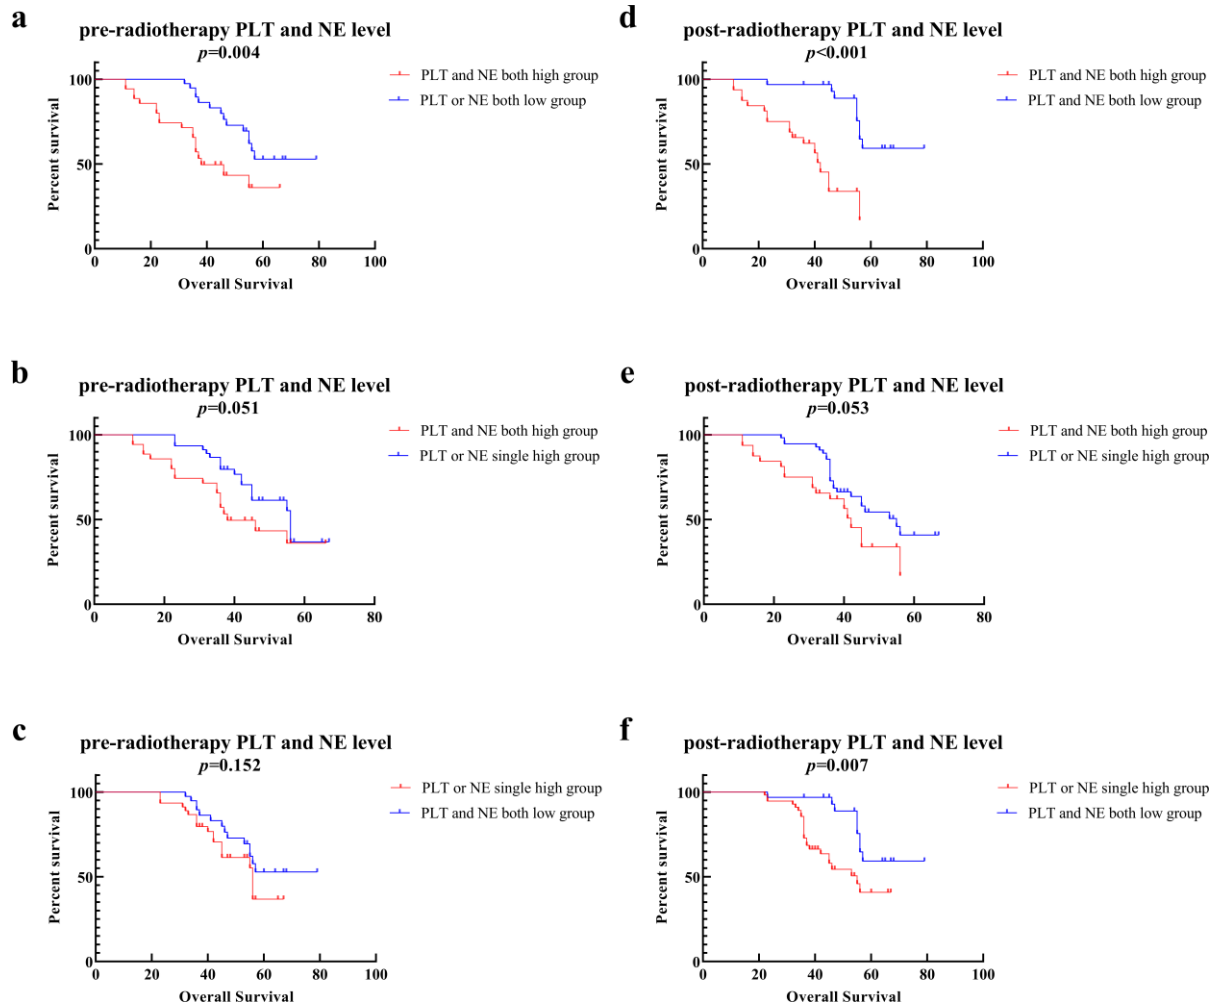 a
pre-radiotherapy PLT and NE level
p=0.004
PLT and NE both high group
PLT or NE both low group
Percent survival
100
50
0
0 20 40 60 80 100
Overall Survival
d
post-radiotherapy PLT and NE level
p<0.001
PLT and NE both high group
PLT and NE both low group
Percent survival
100
50
0
0 20 40 60 80 100
Overall Survival
b
pre-radiotherapy PLT and NE level
p=0.051
PLT and NE both high group
PLT or NE single high group
Percent survival
100
50
0
0 20 40 60 80
Overall Survival
e
post-radiotherapy PLT and NE level
p=0.053
PLT and NE both high group
PLT or NE single high group
Percent survival
100
50
0
0 20 40 60 80
Overall Survival
c
pre-radiotherapy PLT and NE level
p=0.152
PLT or NE single high group
PLT and NE both low group
Percent survival
100
50
0
0 20 40 60 80 100
Overall Survival
f
post-radiotherapy PLT and NE level
p=0.007
PLT or NE single high group
PLT and NE both low group
Percent survival
100
50
0
0 20 40 60 80 100
Overall Survival